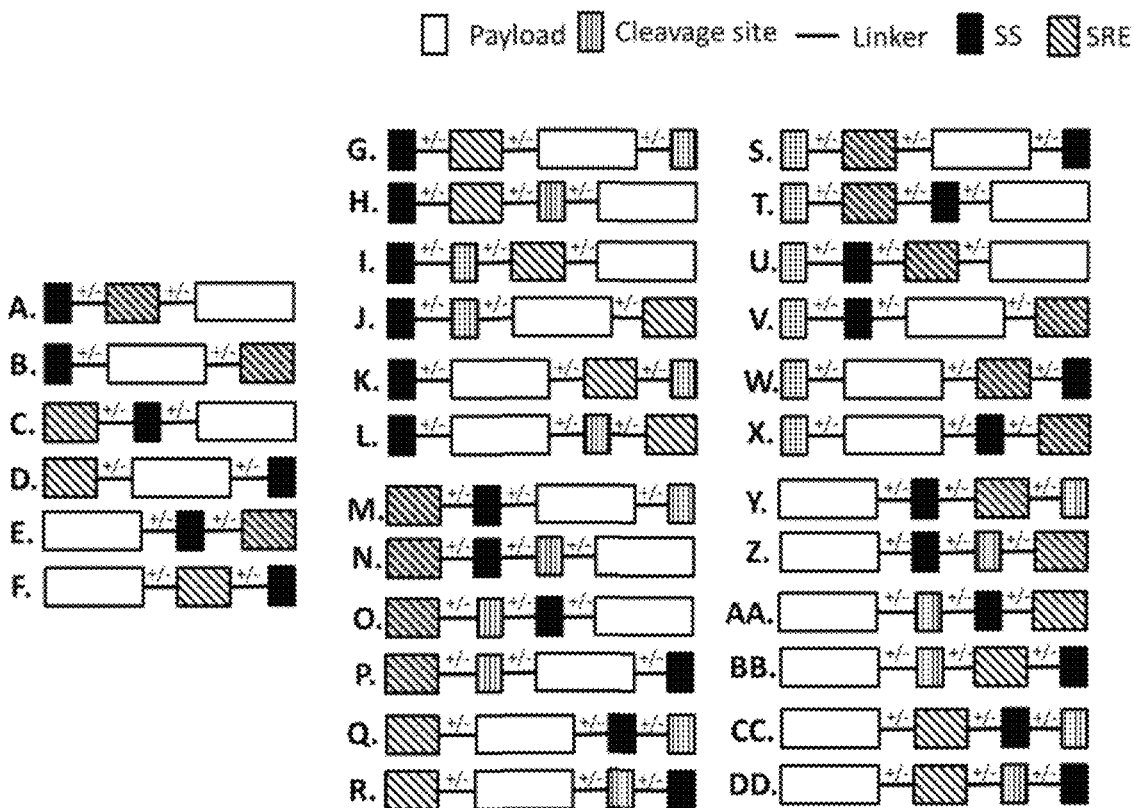 Payload Cleavage site Linker SS SRE
A. +/- +/-
B. +/- +/-
C. +/- +/-
D. +/- +/-
E. +/- +/-
F. +/- +/-
G. +/- +/- +/-
H. +/- +/- +/-
I. +/- +/- +/-
J. +/- +/- +/-
K. +/- +/- +/-
L. +/- +/- +/-
M. +/- +/- +/-
N. +/- +/- +/-
O. +/- +/- +/-
P. +/- +/- +/-
Q. +/- +/- +/-
R. +/- +/- +/-
S. +/- +/- +/-
T. +/- +/- +/-
U. +/- +/- +/-
V. +/- +/- +/-
W. +/- +/- +/-
X. +/- +/- +/-
Y. +/- +/- +/-
Z. +/- +/- +/-
AA. +/- +/- +/-
BB. +/- +/- +/-
CC. +/- +/- +/-
DD. +/- +/- +/-